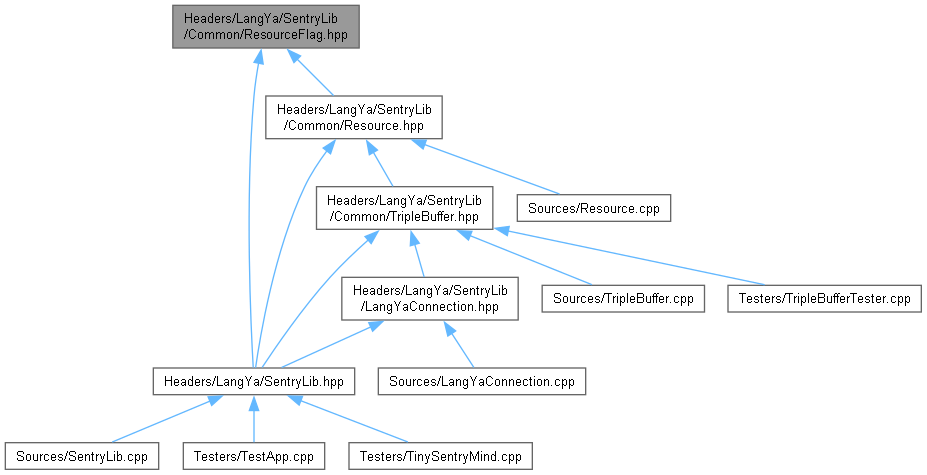 Headers/LangYa/SentryLib
/Common/ResourceFlag.hpp
Headers/LangYa/SentryLib
/Common/Resource.hpp
Headers/LangYa/SentryLib
/Common/TripleBuffer.hpp
Sources/Resource.cpp
Headers/LangYa/SentryLib
/LangYaConnection.hpp
Sources/TripleBuffer.cpp
Testers/TripleBufferTester.cpp
Headers/LangYa/SentryLib.hpp
Sources/LangYaConnection.cpp
Sources/SentryLib.cpp
Testers/TestApp.cpp
Testers/TinySentryMind.cpp